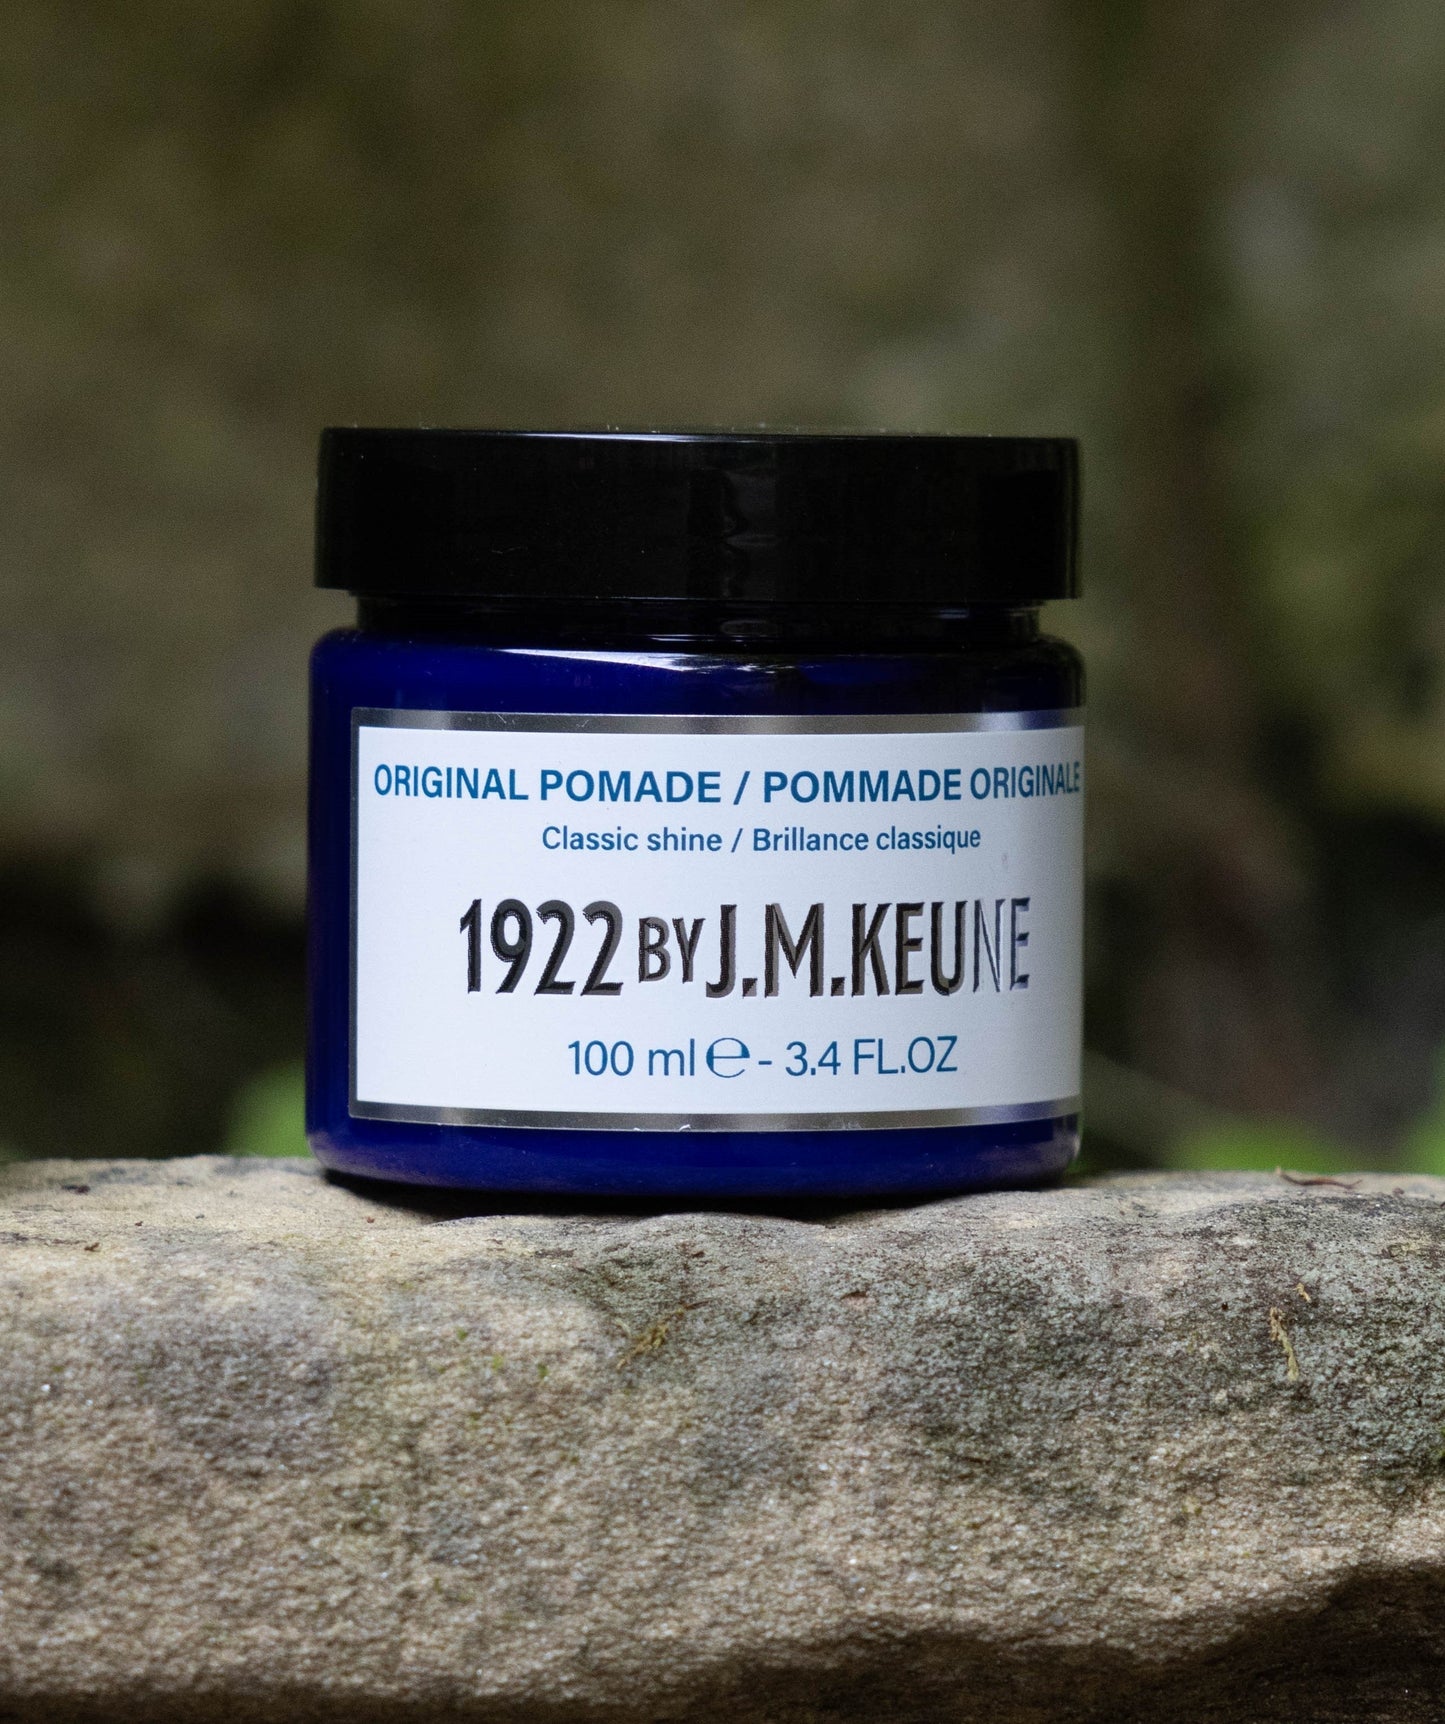 ORIGINAL POMADE / POMMADE ORIGINALE
Classic shine / Brillance classique
1922 BY J.M.KEUNE
100 ml ℮ - 3.4 FL.OZ